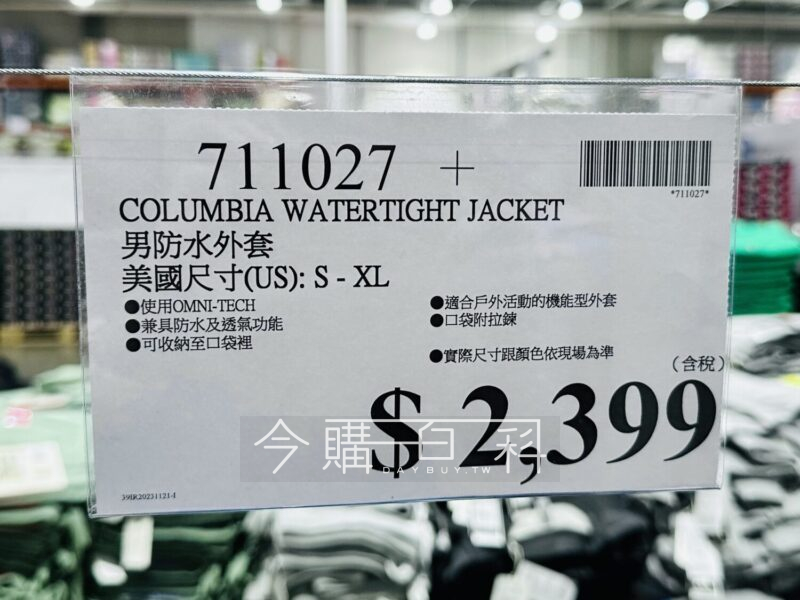 711027 +
*711027*
COLUMBIA WATERTIGHT JACKET
男防水外套
美國尺寸(US): S - XL
●使用OMNI-TECH
●兼具防水及透氣功能
●可收納至口袋裡
●適合戶外活動的機能型外套
●口袋附拉鍊
●實際尺寸跟顏色依現場為準
(含稅)
$ 2,399
今購百科
DAYBUY.TW
39BR20231121-1